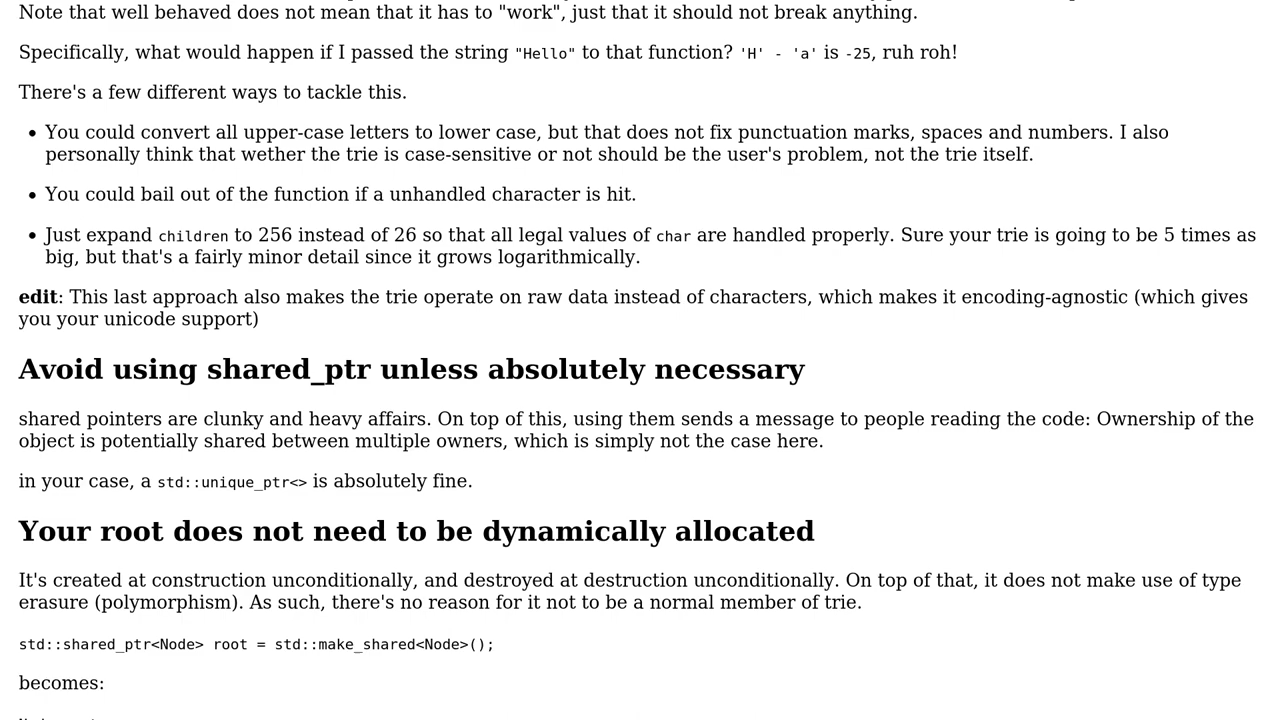 Note that well behaved does not mean that it has to "work", just that it should not break anything.
Specifically, what would happen if I passed the string "Hello" to that function? 'H' - 'a' is -25, ruh roh!
There's a few different ways to tackle this.
• You could convert all upper-case letters to lower case, but that does not fix punctuation marks, spaces and numbers. I also
personally think that wether the trie is case-sensitive or not should be the user's problem, not the trie itself.
• You could bail out of the function if a unhandled character is hit.
• Just expand children to 256 instead of 26 so that all legal values of char are handled properly. Sure your trie is going to be 5 times as
big, but that's a fairly minor detail since it grows logarithmically.
edit: This last approach also makes the trie operate on raw data instead of characters, which makes it encoding-agnostic (which gives
you your unicode support)
Avoid using shared_ptr unless absolutely necessary
shared pointers are clunky and heavy affairs. On top of this, using them sends a message to people reading the code: Ownership of the
object is potentially shared between multiple owners, which is simply not the case here.
in your case, a std::unique_ptr<> is absolutely fine.
Your root does not need to be dynamically allocated
It's created at construction unconditionally, and destroyed at destruction unconditionally. On top of that, it does not make use of type
erasure (polymorphism). As such, there's no reason for it not to be a normal member of trie.
std::shared_ptr<Node> root = std::make_shared<Node>();
becomes: